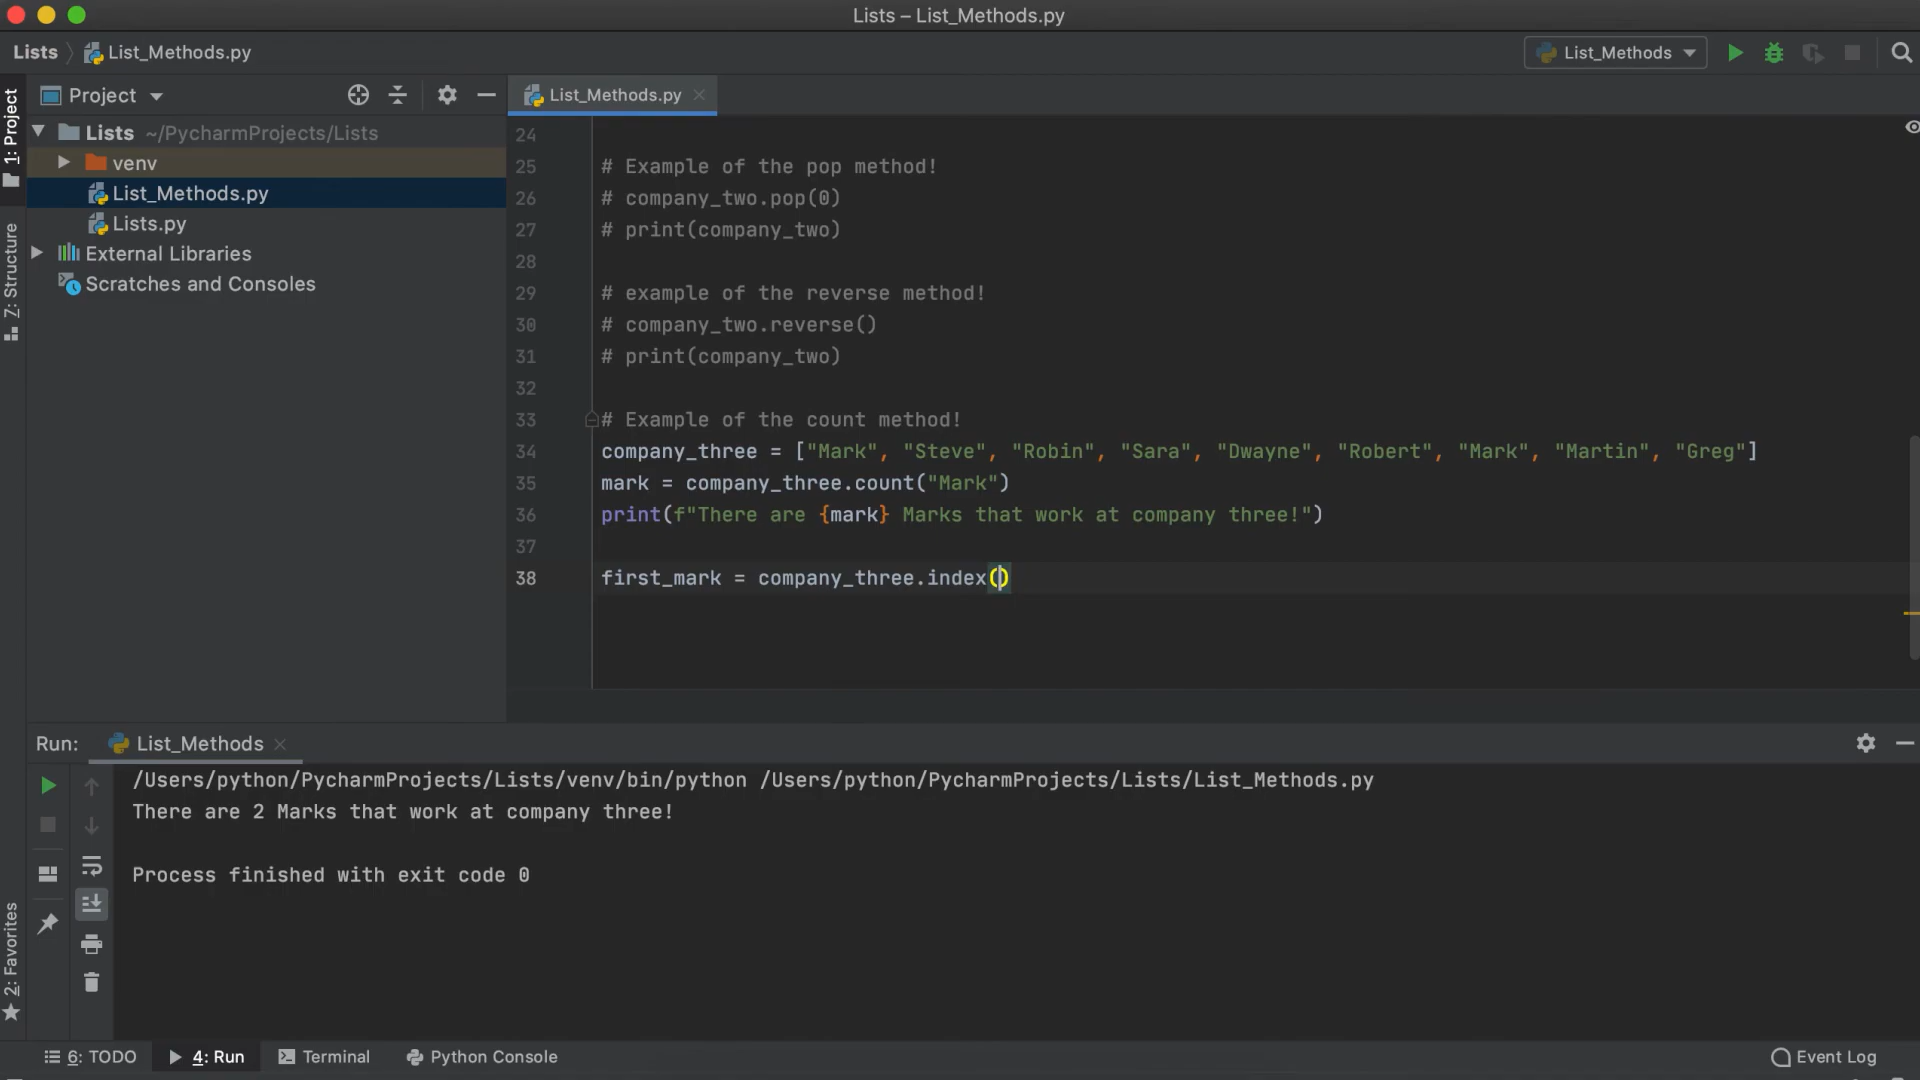 Lists – List_Methods.py
Lists List_Methods.py
List_Methods
1: Project
Project
List_Methods.py
Lists ~/PycharmProjects/Lists
venv
List_Methods.py
Lists.py
External Libraries
Scratches and Consoles
Z: Structure
2: Favorites
24
25 # Example of the pop method!
26 # company_two.pop(0)
27 # print(company_two)
28
29 # example of the reverse method!
30 # company_two.reverse()
31 # print(company_two)
32
33 # Example of the count method!
34 company_three = ["Mark", "Steve", "Robin", "Sara", "Dwayne", "Robert", "Mark", "Martin", "Greg"]
35 mark = company_three.count("Mark")
36 print(f"There are {mark} Marks that work at company three!")
37
38 first_mark = company_three.index()
Run: List_Methods
/Users/python/PycharmProjects/Lists/venv/bin/python /Users/python/PycharmProjects/Lists/List_Methods.py
There are 2 Marks that work at company three!
Process finished with exit code 0
6: TODO 4: Run Terminal Python Console Event Log